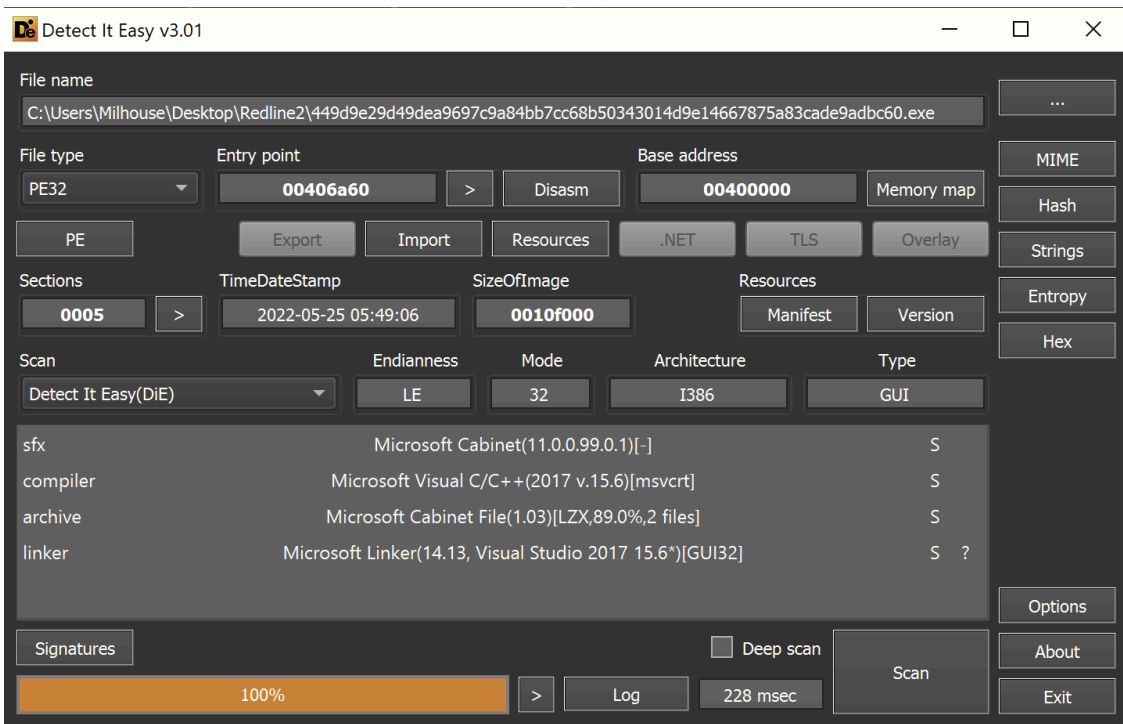 Detect It Easy v3.01
File name
C:\Users\Milhouse\Desktop\Redline2\449d9e29d49dea9697c9a84bb7cc68b50343014d9e14667875a83cade9adbc60.exe
...
File type Entry point Base address
MIME
PE32 00406a60 > Disasm 00400000 Memory map
Hash
PE Export Import Resources .NET TLS Overlay
Strings
Sections TimeDateStamp SizeOfImage Resources
Entropy
0005 > 2022-05-25 05:49:06 0010f000 Manifest Version
Hex
Scan Endianness Mode Architecture Type
Detect It Easy(DiE) LE 32 I386 GUI
sfx Microsoft Cabinet(11.0.0.99.0.1)[-] S
compiler Microsoft Visual C/C++(2017 v.15.6)[msvcrt] S
archive Microsoft Cabinet File(1.03)[LZX,89.0%,2 files] S
linker Microsoft Linker(14.13, Visual Studio 2017 15.6*)[GUI32] S ?
Options
Signatures Deep scan Scan About
100% > Log 228 msec Exit